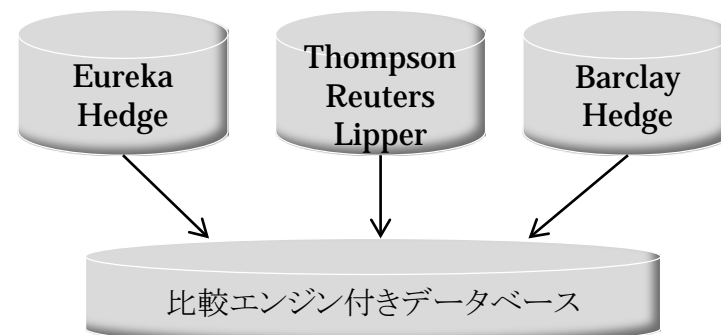 Eureka
Hedge
Thompson
Reuters
Lipper
Barclay
Hedge
比較エンジン付きデータベース